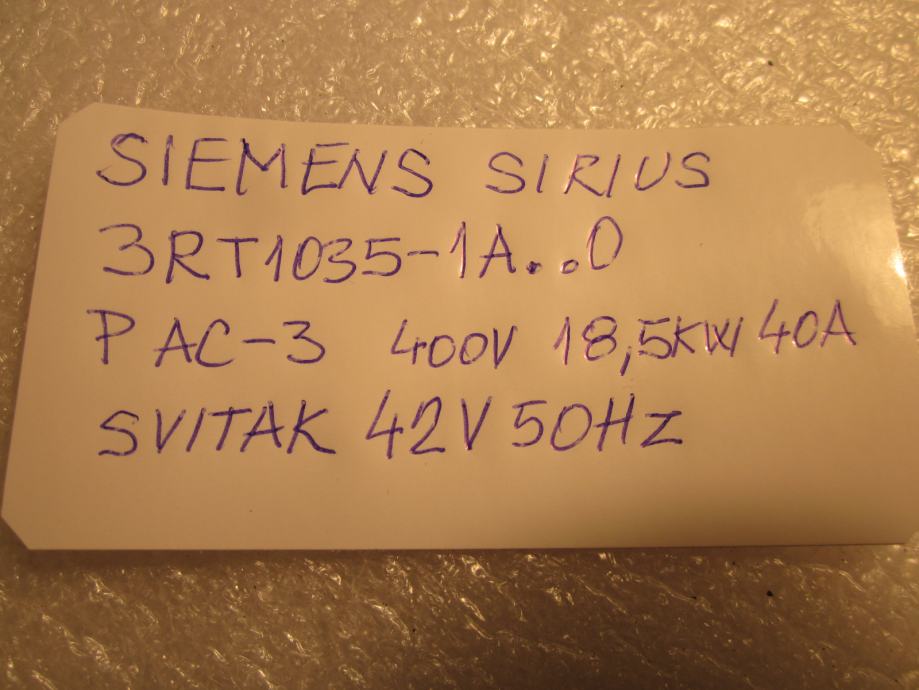 SIEMENS SIRIUS
3RT1035-1A..0
P AC-3 400V 18,5KW 40A
SVITAK 42V 50HZ